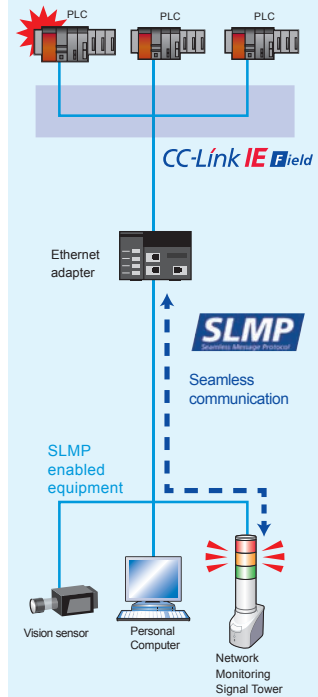 PLC
PLC
PLC
CC-Link IE Field
Ethernet
adapter
SLMP
Seamless Message Protocol
Seamless
communication
SLMP
enabled
equipment
Vision sensor
Personal
Computer
Network
Monitoring
Signal Tower